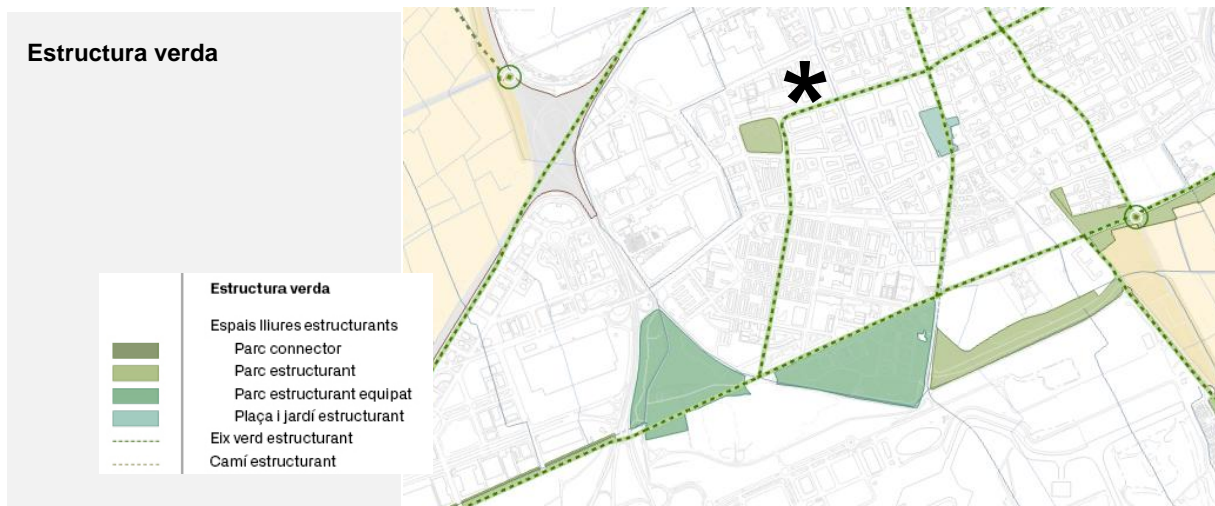 Estructura verda
*
Estructura verda
Espais lliures estructurants
Parc connector
Parc estructurant
Parc estructurant equipat
Plaça i jardí estructurant
Eix verd estructurant
Camí estructurant